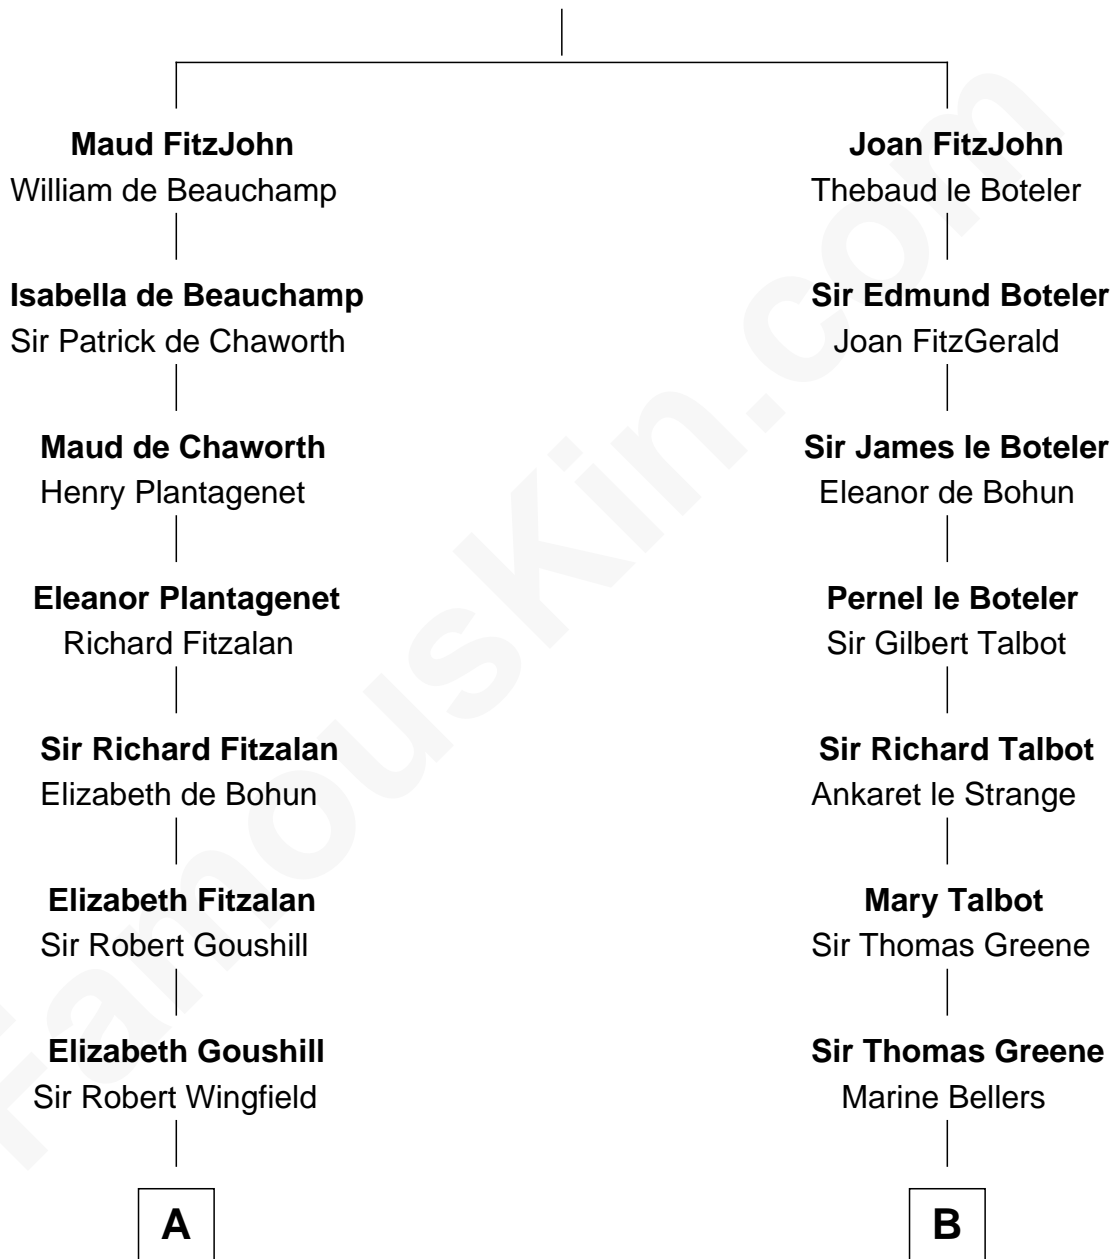 Maud FitzJohn
William de Beauchamp
Isabella de Beauchamp
Sir Patrick de Chaworth
Maud de Chaworth
Henry Plantagenet
Eleanor Plantagenet
Richard Fitzalan
Sir Richard Fitzalan
Elizabeth de Bohun
Elizabeth Fitzalan
Sir Robert Goushill
Elizabeth Goushill
Sir Robert Wingfield
A
Joan FitzJohn
Thebaud le Boteler
Sir Edmund Boteler
Joan FitzGerald
Sir James le Boteler
Eleanor de Bohun
Pernel le Boteler
Sir Gilbert Talbot
Sir Richard Talbot
Ankaret le Strange
Mary Talbot
Sir Thomas Greene
Sir Thomas Greene
Marine Bellers
B
FamousKin.com